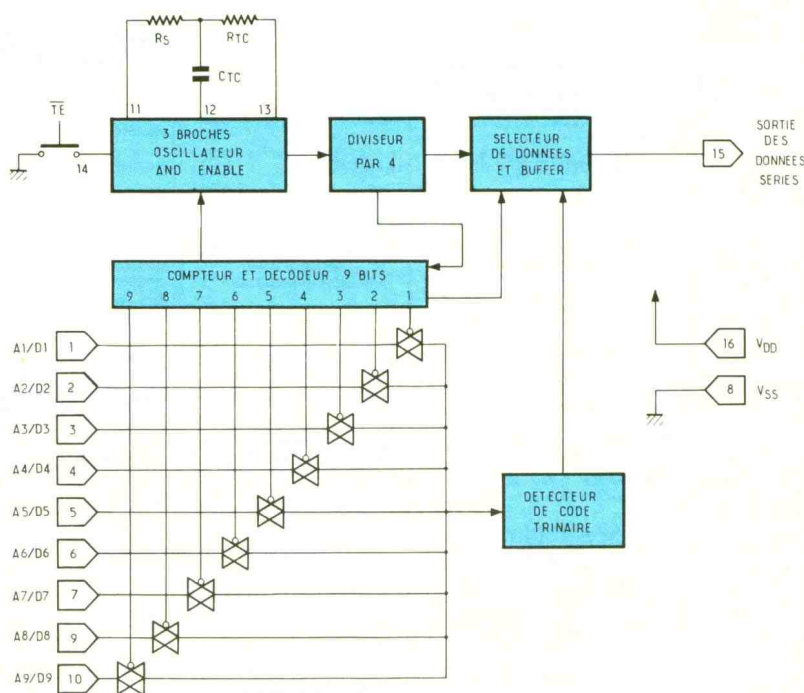 RS
RTC
CTC
11
12
13
TE
14
3 BROCHES
OSCILLATEUR
AND ENABLE
DIVISEUR
PAR 4
SELECTEUR
DE DONNEES
ET BUFFER
15
SORTIE
DES
DONNEES
SERIES
COMPTEUR ET DECODEUR 9 BITS
9 8 7 6 5 4 3 2 1
A1/D1 1
A2/D2 2
A3/D3 3
A4/D4 4
A5/D5 5
A6/D6 6
A7/D7 7
A8/D8 9
A9/D9 10
16 VDD
8 VSS
DETECTEUR
DE CODE
TRINAIRE